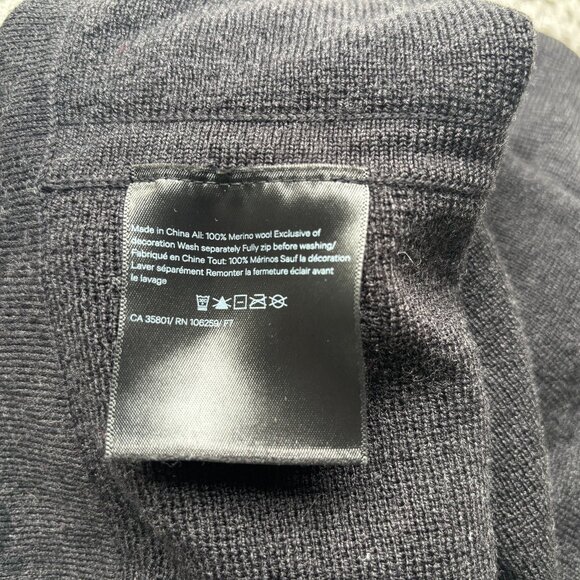 Made in China All: 100% Merino wool Exclusive of
decoration Wash separately Fully zip before washing/
Fabriqué en Chine Tout: 100% Mérinos Sauf la décoration
Laver séparément Remonter la fermeture éclair avant
le lavage
CA 35801/ RN 106259/ F7